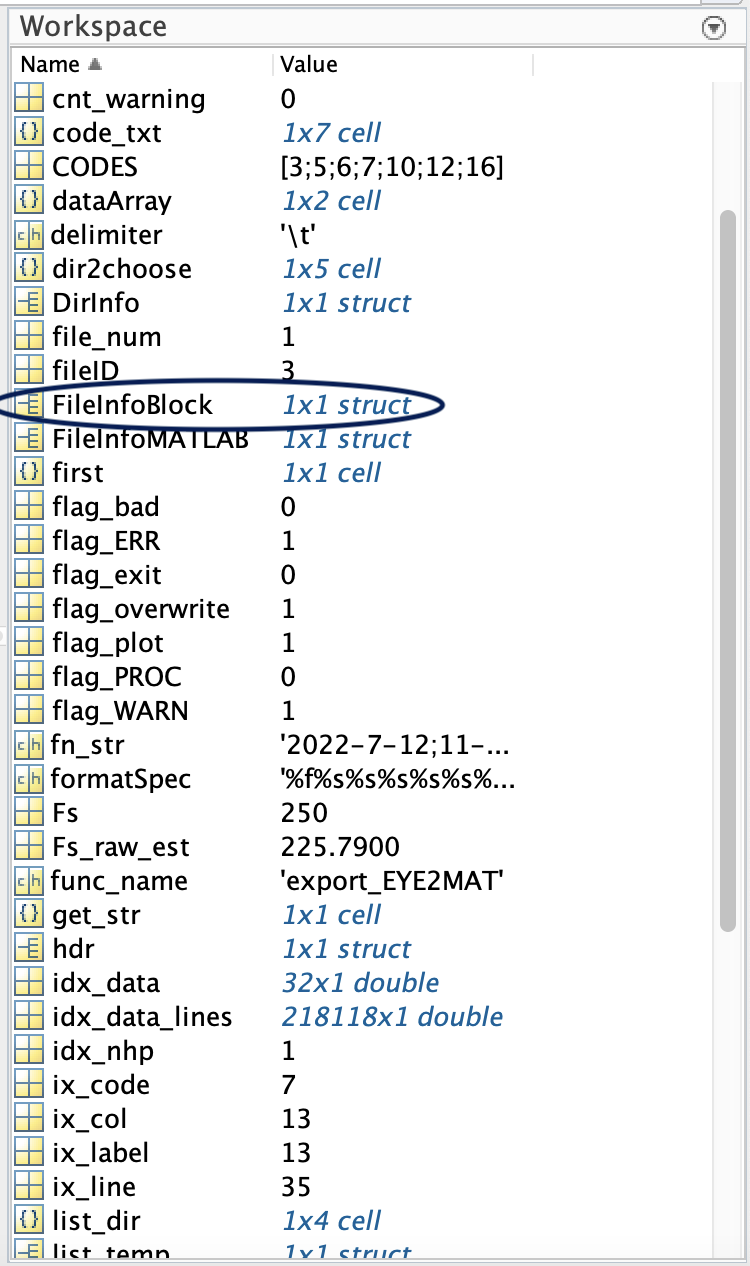 Workspace
Name Value
cnt_warning 0
code_txt 1x7 cell
CODES [3;5;6;7;10;12;16]
dataArray 1x2 cell
delimiter '\t'
dir2choose 1x5 cell
DirInfo 1x1 struct
file_num 1
fileID 3
FileInfoBlock 1x1 struct
FileInfoMATLAB 1x1 struct
first 1x1 cell
flag_bad 0
flag_ERR 1
flag_exit 0
flag_overwrite 1
flag_plot 1
flag_PROC 0
flag_WARN 1
fn_str '2022-7-12;11-...
formatSpec '%f%s%s%s%s%s%...
Fs 250
Fs_raw_est 225.7900
func_name 'export_EYE2MAT'
get_str 1x1 cell
hdr 1x1 struct
idx_data 32x1 double
idx_data_lines 218118x1 double
idx_nhp 1
ix_code 7
ix_col 13
ix_label 13
ix_line 35
list_dir 1x4 cell
list_temp 1x1 struct